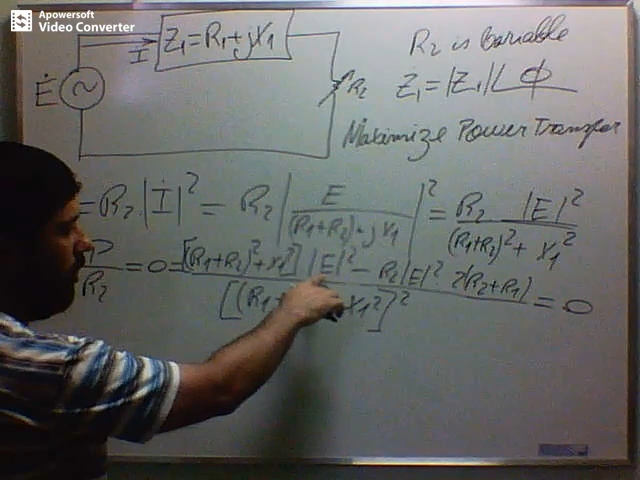 Apowersoft
Video Converter
Z₁ = R₁ + jX₁
İ
Ė
R₂
R₂ is variable
Ż₁ = |Z₁| ∠ϕ
Maximize Power Transfer
= R₂ |İ|² = R₂ | E / ((R₁+R₂) + jX₁) |² = R₂ |E|² / ((R₁+R₂)² + X₁²)
R₂ = 0 = [(R₁+R₂)² + X₁²] |E|² - R₂|E|² · 2(R₂+R₁) / [(R₁ X₁²]² = 0